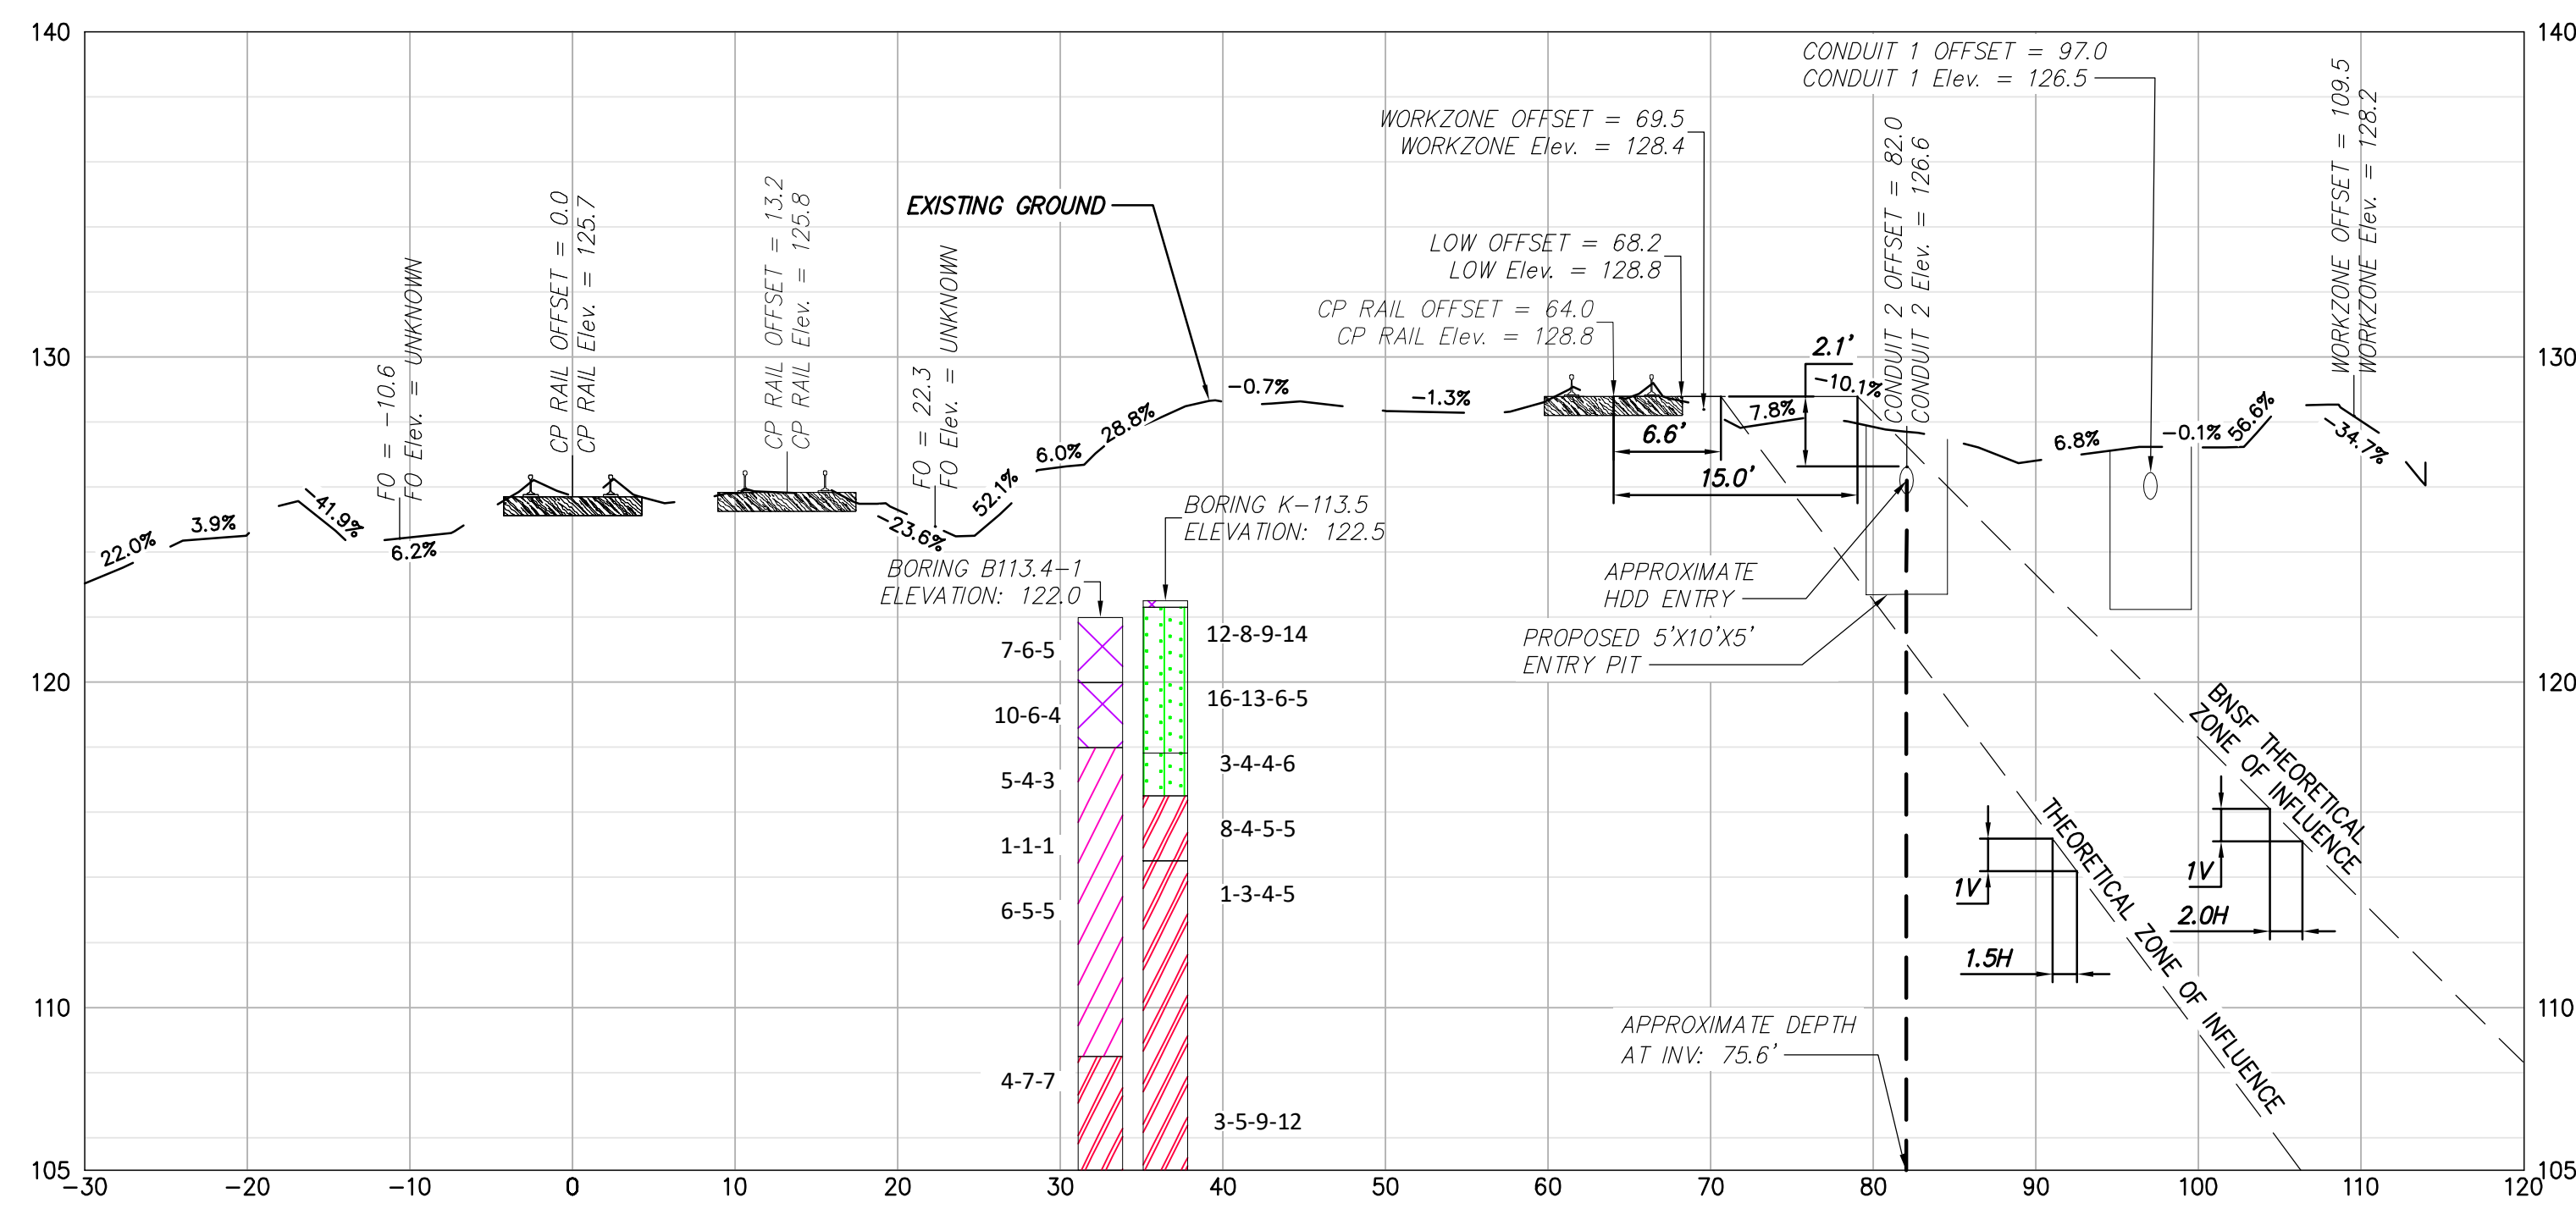 140
140
CONDUIT 1 OFFSET = 97.0
CONDUIT 1 Elev. = 126.5
WORKZONE OFFSET = 109.5
WORKZONE Elev. = 128.2
WORKZONE OFFSET = 69.5
WORKZONE Elev. = 128.4
CONDUIT 2 OFFSET = 82.0
CONDUIT 2 Elev. = 126.6
CP RAIL OFFSET = 0.0
CP RAIL Elev. = 125.7
CP RAIL OFFSET = 13.2
CP RAIL Elev. = 125.8
EXISTING GROUND
LOW OFFSET = 68.2
LOW Elev. = 128.8
CP RAIL OFFSET = 64.0
CP RAIL Elev. = 128.8
FO = -10.6
FO Elev. = UNKNOWN
FO = 22.3
FO Elev. = UNKNOWN
130
130
2.1'
-0.7%
-1.3%
-10.1%
7.8%
6.6'
15.0'
28.8%
6.0%
52.1%
-23.6%
6.8%
-0.1%
56.6%
-34.7%
-41.9%
3.9%
22.0%
6.2%
BORING K-113.5
ELEVATION: 122.5
BORING B113.4-1
ELEVATION: 122.0
APPROXIMATE
HDD ENTRY
PROPOSED 5'X10'X5'
ENTRY PIT
7-6-5
12-8-9-14
120
120
10-6-4
16-13-6-5
5-4-3
3-4-4-6
1-1-1
8-4-5-5
6-5-5
1-3-4-5
BNSF THEORETICAL
ZONE OF INFLUENCE
THEORETICAL ZONE OF INFLUENCE
1V
2.0H
1V
1.5H
110
110
APPROXIMATE DEPTH
AT INV: 75.6'
4-7-7
3-5-9-12
105
105
-30
-20
-10
0
10
20
30
40
50
60
70
80
90
100
110
120